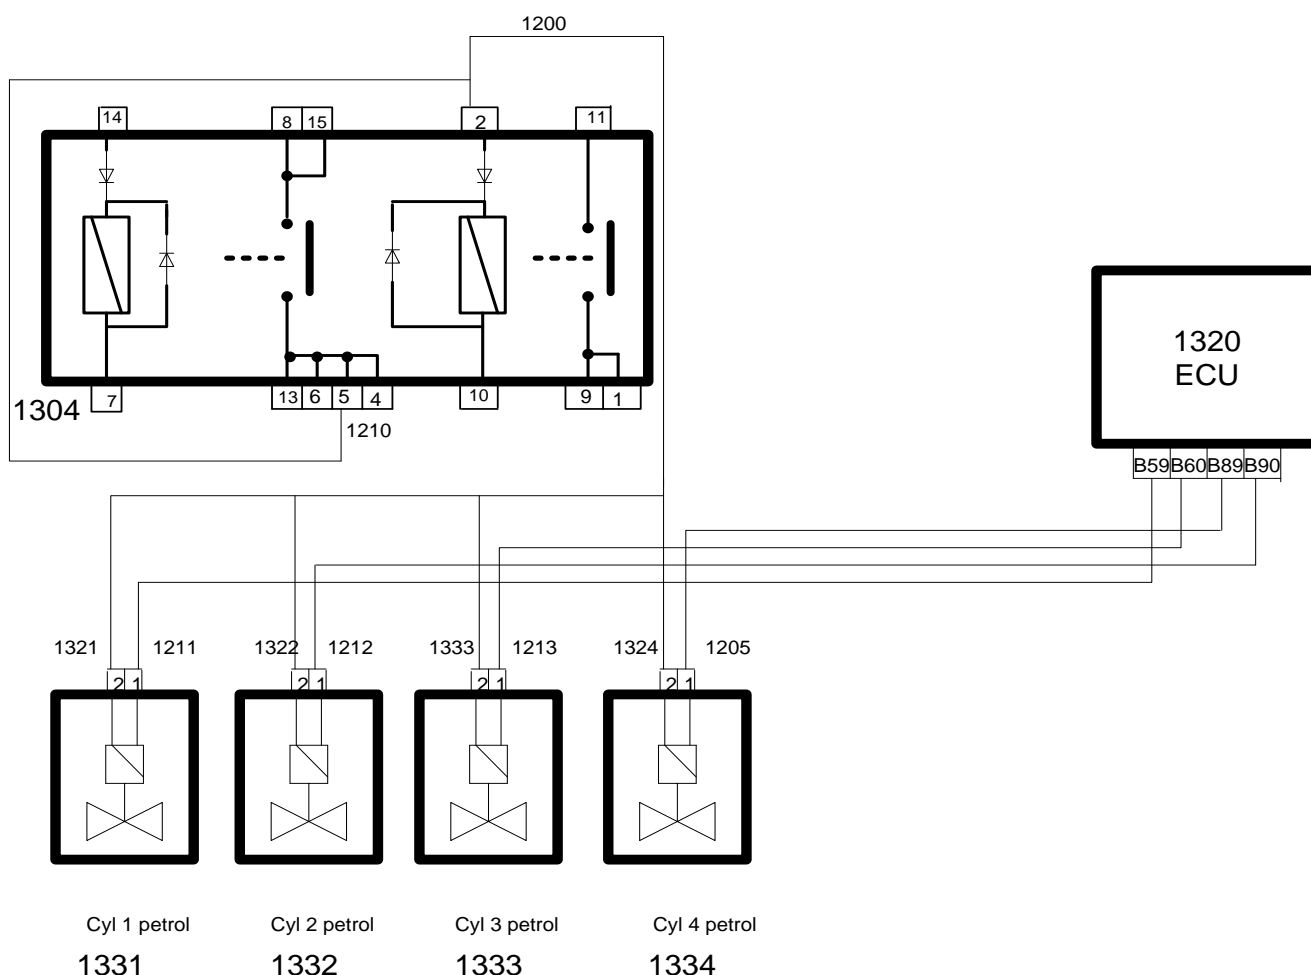 1200
14 8 15 2 11
1320
ECU
7 13 6 5 4 10 9 1
1304
1210
B59 B60 B89 B90
1321 1211 1322 1212 1333 1213 1324 1205
2 1 2 1 2 1 2 1
Cyl 1 petrol Cyl 2 petrol Cyl 3 petrol Cyl 4 petrol
1331 1332 1333 1334